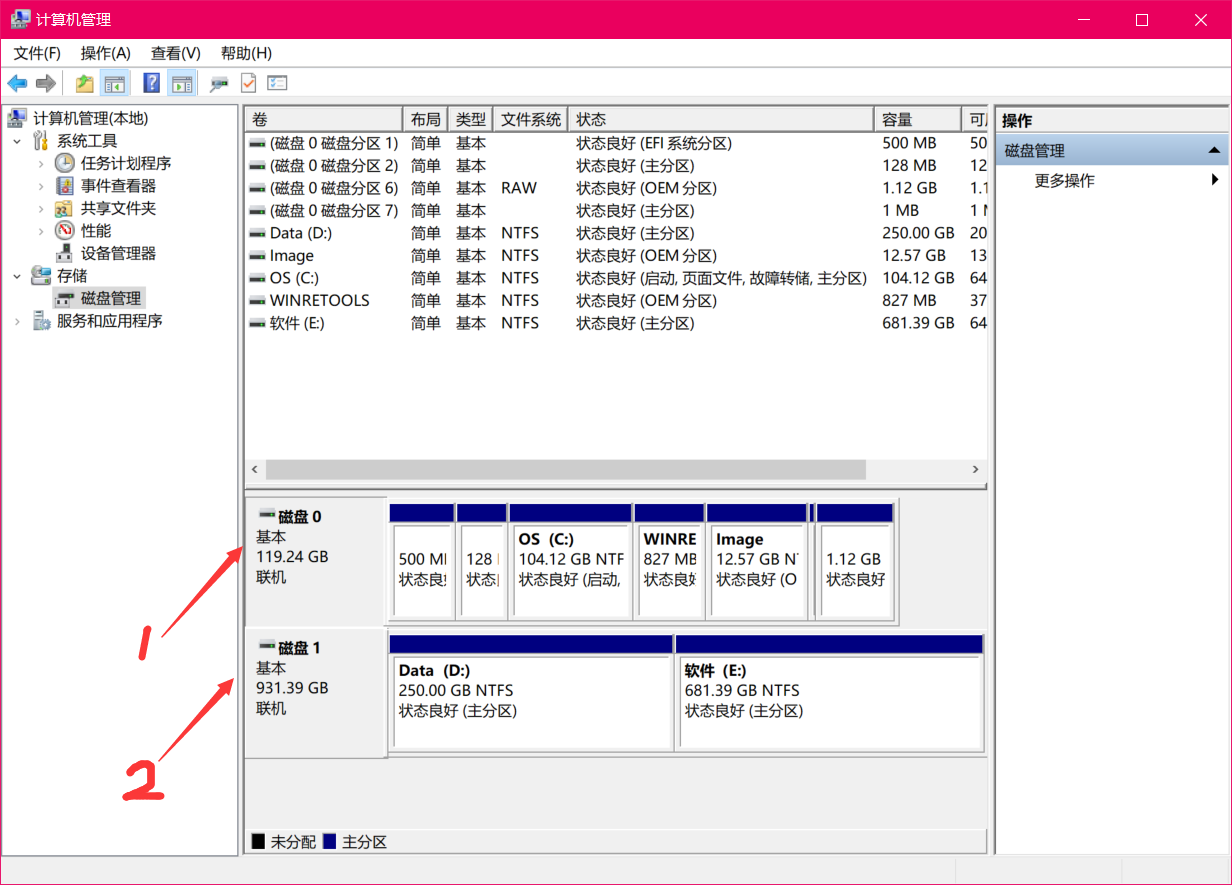 计算机管理
文件(F) 操作(A) 查看(V) 帮助(H)
计算机管理(本地)
系统工具
任务计划程序
事件查看器
共享文件夹
性能
设备管理器
存储
磁盘管理
服务和应用程序
卷 布局 类型 文件系统 状态 容量
(磁盘 0 磁盘分区 1) 简单 基本 状态良好 (EFI 系统分区) 500 MB 50
(磁盘 0 磁盘分区 2) 简单 基本 状态良好 (主分区) 128 MB 12
(磁盘 0 磁盘分区 6) 简单 基本 RAW 状态良好 (OEM 分区) 1.12 GB 1.1
(磁盘 0 磁盘分区 7) 简单 基本 状态良好 (主分区) 1 MB 1
Data (D:) 简单 基本 NTFS 状态良好 (主分区) 250.00 GB 20
Image 简单 基本 NTFS 状态良好 (OEM 分区) 12.57 GB 13
OS (C:) 简单 基本 NTFS 状态良好 (启动, 页面文件, 故障转储, 主分区) 104.12 GB 64
WINRETOOLS 简单 基本 NTFS 状态良好 (OEM 分区) 827 MB 37
软件 (E:) 简单 基本 NTFS 状态良好 (主分区) 681.39 GB 64
操作
磁盘管理
更多操作
磁盘 0
基本
119.24 GB
联机
500 M
状态良
128
状态
OS (C:)
104.12 GB NTF
状态良好 (启动,
WINRE
827 MB
状态良好
Image
12.57 GB N
状态良好 (O
1.12 GB
状态良好
磁盘 1
基本
931.39 GB
联机
Data (D:)
250.00 GB NTFS
状态良好 (主分区)
软件 (E:)
681.39 GB NTFS
状态良好 (主分区)
1
2
未分配 主分区